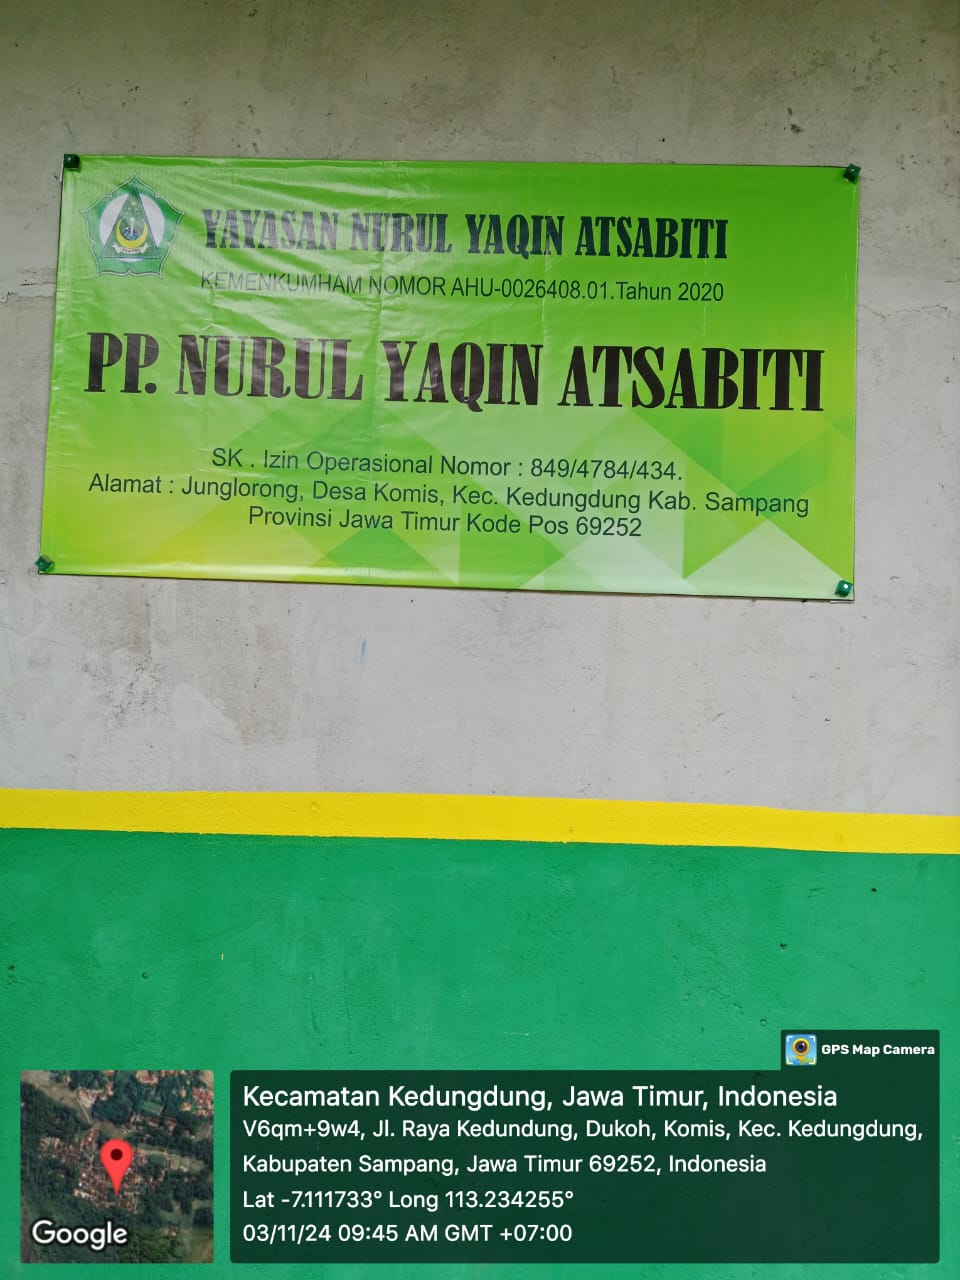 YAYASAN NURUL YAQIN ATSABITI
KEMENKUMHAM NOMOR AHU-0026408.01.Tahun 2020
PP. NURUL YAQIN ATSABITI
SK . Izin Operasional Nomor : 849/4784/434.
Alamat : Junglorong, Desa Komis, Kec. Kedungdung Kab. Sampang
Provinsi Jawa Timur Kode Pos 69252
GPS Map Camera
Kecamatan Kedungdung, Jawa Timur, Indonesia
V6qm+9w4, Jl. Raya Kedundung, Dukoh, Komis, Kec. Kedungdung,
Kabupaten Sampang, Jawa Timur 69252, Indonesia
Lat -7.111733° Long 113.234255°
03/11/24 09:45 AM GMT +07:00
Google